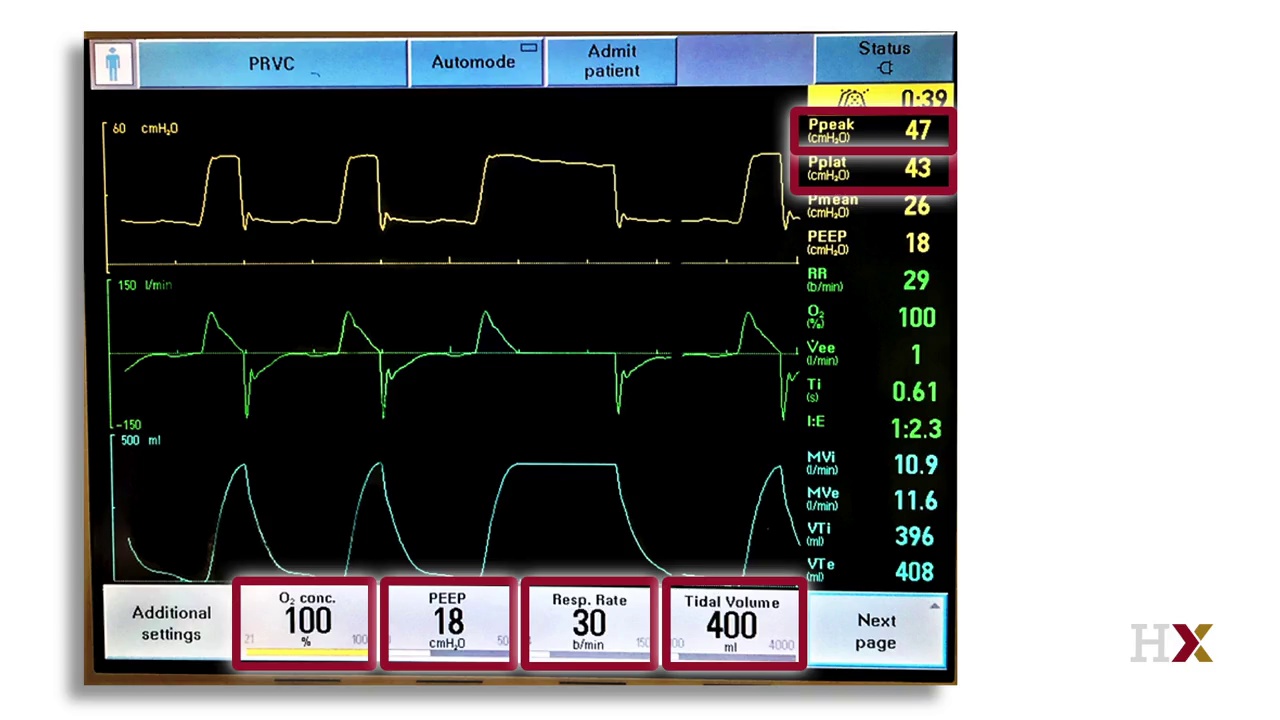 PRVC
Automode
Admit
patient
Status
0:39
60 cmH₂O
Ppeak
(cmH₂O)
47
Pplat
(cmH₂O)
43
Pmean
(cmH₂O)
26
PEEP
(cmH₂O)
18
RR
(b/min)
29
O₂
(%)
100
V̇ee
(l/min)
1
Ti
(s)
0.61
I:E
1:2.3
MVi
(l/min)
10.9
MVe
(l/min)
11.6
VTi
(ml)
396
VTe
(ml)
408
150 l/min
-150
500 ml
Additional
settings
O₂ conc.
100
21 % 100
PEEP
18
cmH₂O 50
Resp. Rate
30
b/min 150
Tidal Volume
400
ml 4000
Next
page
HX